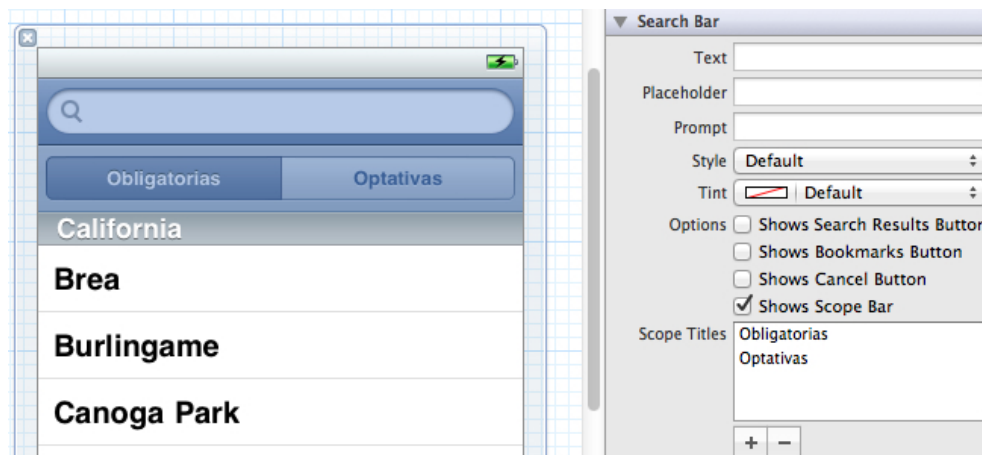 Obligatorias
Optativas
California
Brea
Burlingame
Canoga Park
Search Bar
Text
Placeholder
Prompt
Style Default
Tint Default
Options Shows Search Results Button
Shows Bookmarks Button
Shows Cancel Button
Shows Scope Bar
Scope Titles Obligatorias
Optativas